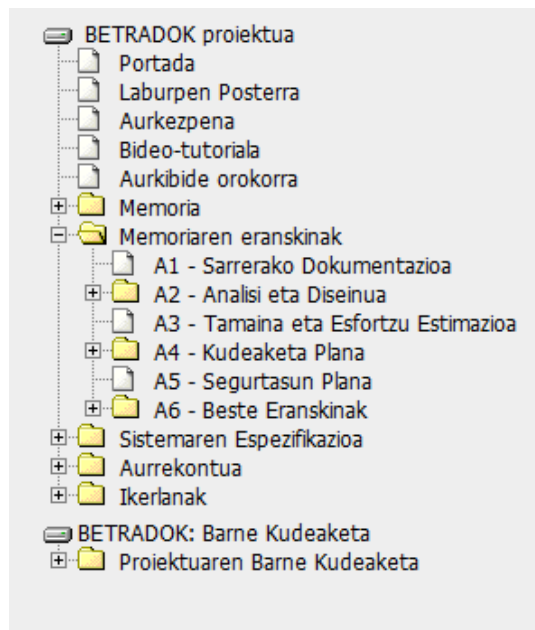 BETRADOK proiektua
Portada
Laburpen Posterra
Aurkezpena
Bideo-tutoriala
Aurkibide orokorra
Memoria
Memoriaren eranskinak
A1 - Sarrerako Dokumentazioa
A2 - Analisi eta Diseinua
A3 - Tamaina eta Esfortzu Estimazioa
A4 - Kudeaketa Plana
A5 - Segurtasun Plana
A6 - Beste Eranskinak
Sistemaren Espezifikazioa
Aurrekontua
Ikerlanak
BETRADOK: Barne Kudeaketa
Proiektuaren Barne Kudeaketa